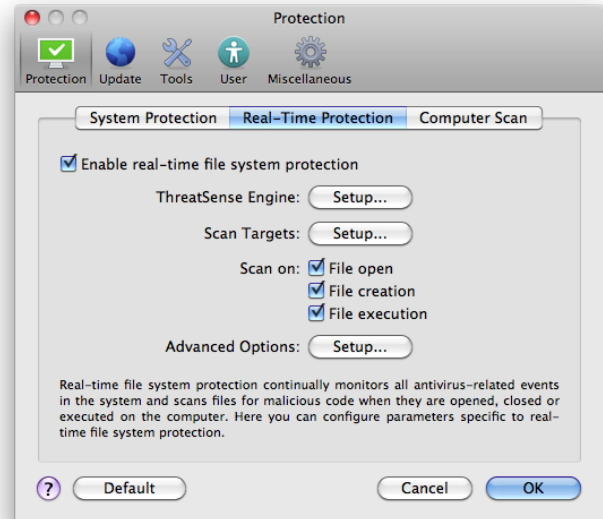 Protection
Protection Update Tools User Miscellaneous
System Protection Real-Time Protection Computer Scan
Enable real-time file system protection
ThreatSense Engine: Setup...
Scan Targets: Setup...
Scan on: File open
File creation
File execution
Advanced Options: Setup...
Real-time file system protection continually monitors all antivirus-related events
in the system and scans files for malicious code when they are opened, closed or
executed on the computer. Here you can configure parameters specific to real-
time file system protection.
? Default Cancel OK